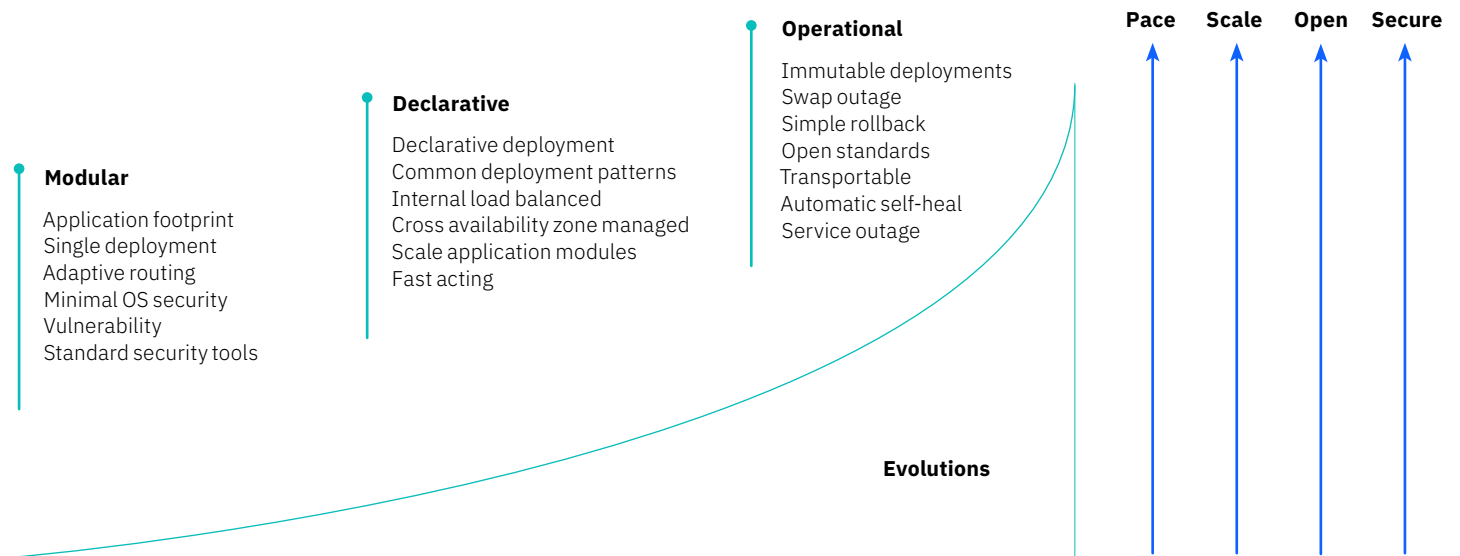 Modular
Application footprint
Single deployment
Adaptive routing
Minimal OS security
Vulnerability
Standard security tools
Declarative
Declarative deployment
Common deployment patterns
Internal load balanced
Cross availability zone managed
Scale application modules
Fast acting
Operational
Immutable deployments
Swap outage
Simple rollback
Open standards
Transportable
Automatic self-heal
Service outage
Evolutions
Pace Scale Open Secure